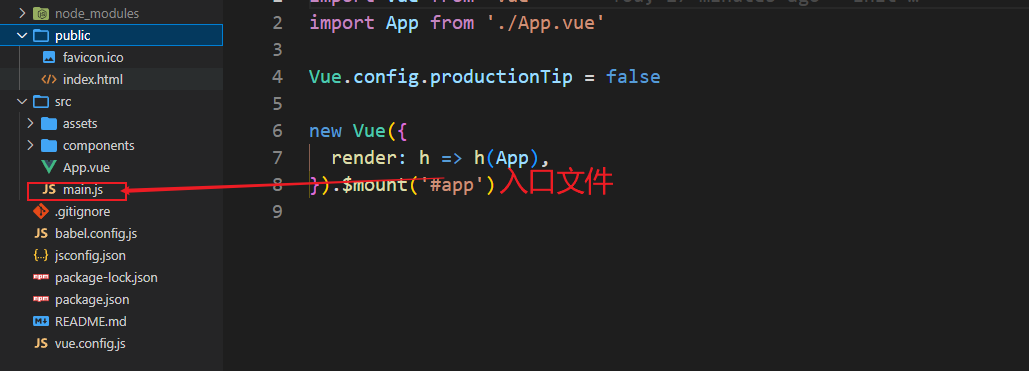 node_modules
public
favicon.ico
index.html
src
assets
components
App.vue
JS main.js
.gitignore
JS babel.config.js
{..} jsconfig.json
npm package-lock.json
npm package.json
README.md
JS vue.config.js
2 import App from './App.vue'
3
4 Vue.config.productionTip = false
5
6 new Vue({
7 render: h => h(App),
8 }).$mount('#app') 入口文件
9